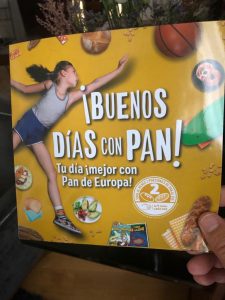 ¡BUENOS
DÍAS CON PAN!
Tu día ¡mejor con
Pan de Europa!